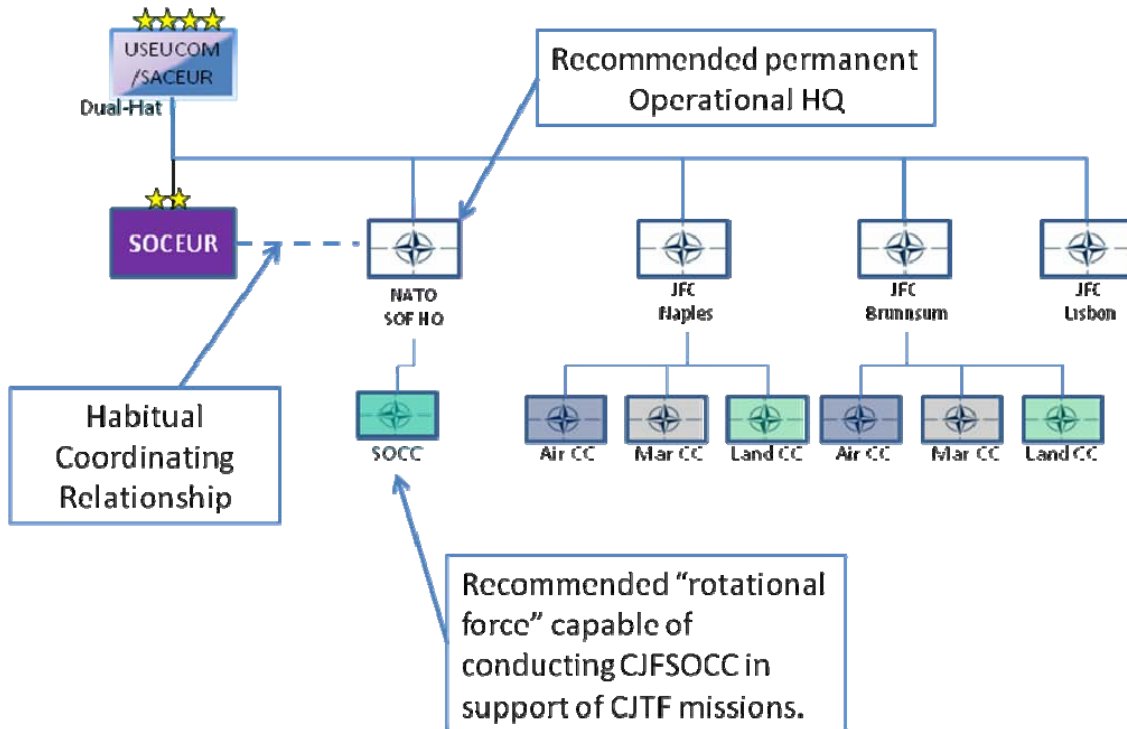 USEUCOM
/SACEUR
Dual-Hat
Recommended permanent
Operational HQ
SOCEUR
NATO
SOF HQ
JFC
Naples
JFC
Brunnsum
JFC
Lisbon
Habitual
Coordinating
Relationship
SOCC
Air CC
Mar CC
Land CC
Air CC
Mar CC
Land CC
Recommended “rotational
force” capable of
conducting CJFSOCC in
support of CJTF missions.